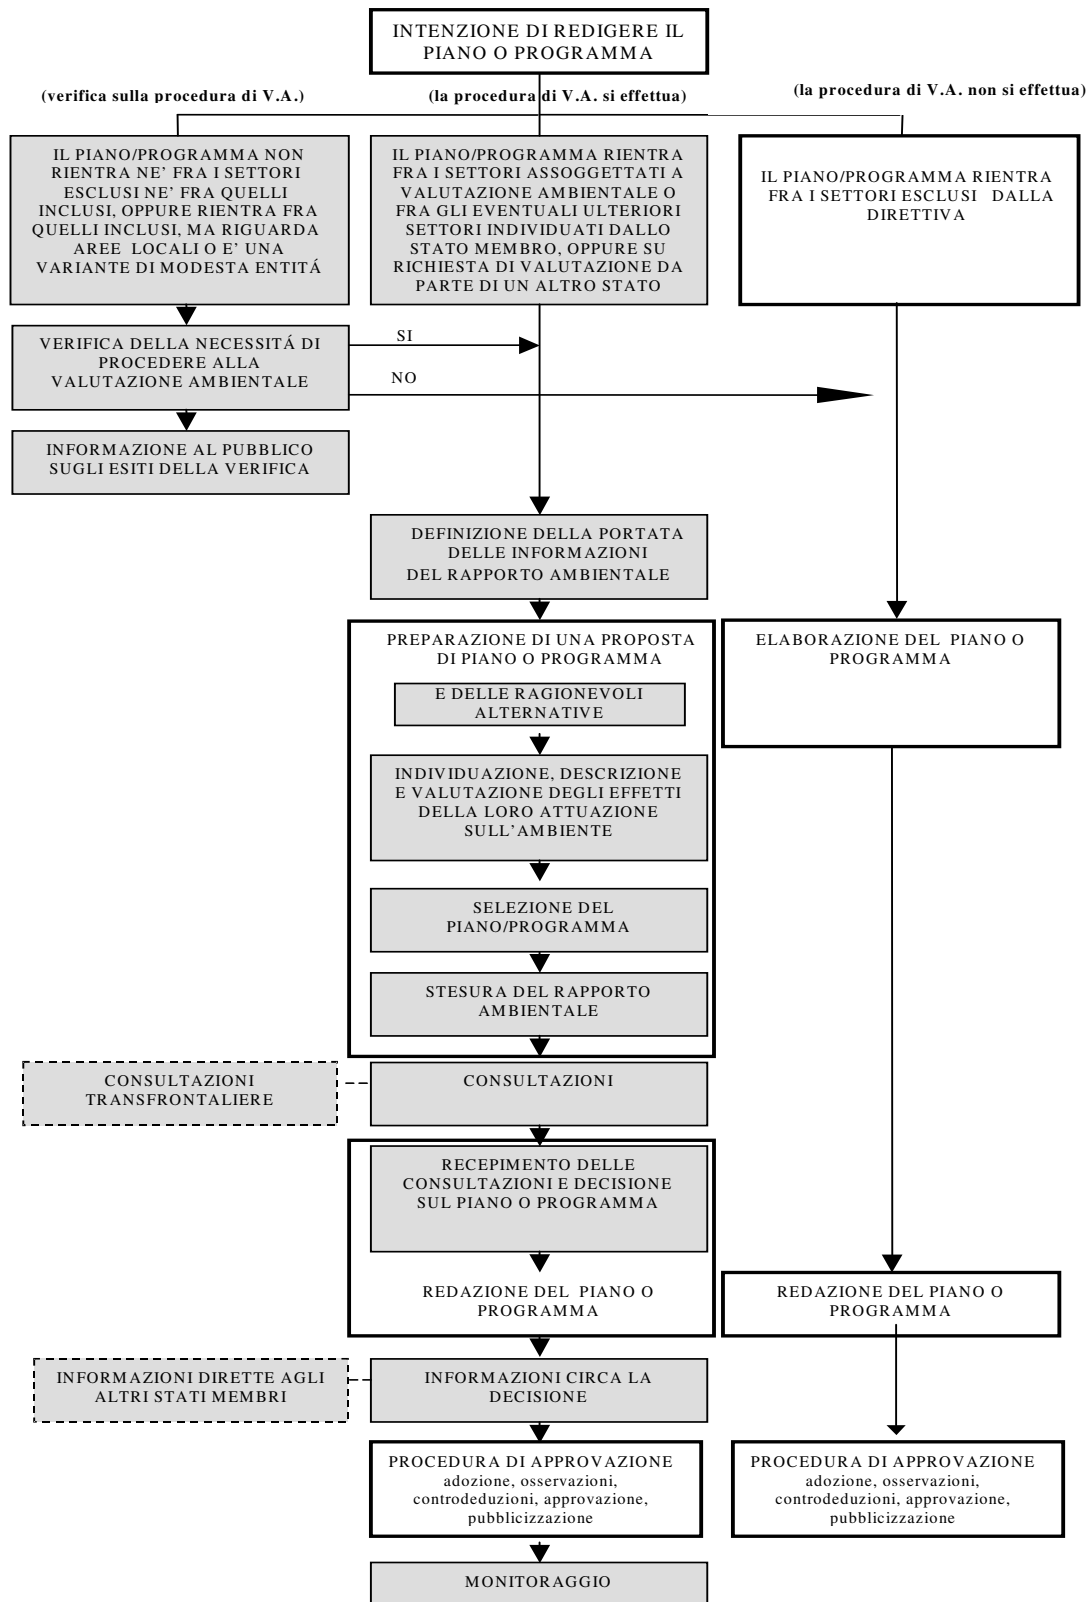 INTENZIONE DI REDIGERE IL
PIANO O PROGRAMMA
(verifica sulla procedura di V.A.)
(la procedura di V.A. si effettua)
(la procedura di V.A. non si effettua)
IL PIANO/PROGRAMMA NON
RIENTRA NE' FRA I SETTORI
ESCLUSI NE' FRA QUELLI
INCLUSI, OPPURE RIENTRA FRA
QUELLI INCLUSI, MA RIGUARDA
AREE LOCALI O E' UNA
VARIANTE DI MODESTA ENTITÁ
IL PIANO/PROGRAMMA RIENTRA
FRA I SETTORI ASSOGGETTATI A
VALUTAZIONE AMBIENTALE O
FRA GLI EVENTUALI ULTERIORI
SETTORI INDIVIDUATI DALLO
STATO MEMBRO, OPPURE SU
RICHIESTA DI VALUTAZIONE DA
PARTE DI UN ALTRO STATO
IL PIANO/PROGRAMMA RIENTRA
FRA I SETTORI ESCLUSI DALLA
DIRETTIVA
VERIFICA DELLA NECESSITÁ DI
PROCEDERE ALLA
VALUTAZIONE AMBIENTALE
SI
NO
INFORMAZIONE AL PUBBLICO
SUGLI ESITI DELLA VERIFICA
DEFINIZIONE DELLA PORTATA
DELLE INFORMAZIONI
DEL RAPPORTO AMBIENTALE
PREPARAZIONE DI UNA PROPOSTA
DI PIANO O PROGRAMMA
E DELLE RAGIONEVOLI
ALTERNATIVE
ELABORAZIONE DEL PIANO O
PROGRAMMA
INDIVIDUAZIONE, DESCRIZIONE
E VALUTAZIONE DEGLI EFFETTI
DELLA LORO ATTUAZIONE
SULL'AMBIENTE
SELEZIONE DEL
PIANO/PROGRAMMA
STESURA DEL RAPPORTO
AMBIENTALE
CONSULTAZIONI
TRANSFRONTALIERE
CONSULTAZIONI
RECEPIMENTO DELLE
CONSULTAZIONI E DECISIONE
SUL PIANO O PROGRAMMA
REDAZIONE DEL PIANO O
PROGRAMMA
REDAZIONE DEL PIANO O
PROGRAMMA
INFORMAZIONI DIRETTE AGLI
ALTRI STATI MEMBRI
INFORMAZIONI CIRCA LA
DECISIONE
PROCEDURA DI APPROVAZIONE
adozione, osservazioni,
controdeduzioni, approvazione,
pubblicizzazione
PROCEDURA DI APPROVAZIONE
adozione, osservazioni,
controdeduzioni, approvazione,
pubblicizzazione
MONITORAGGIO